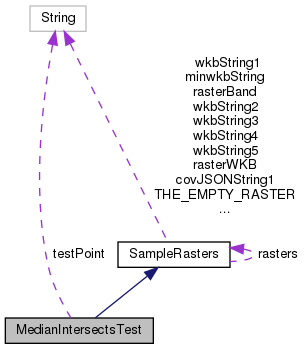 String
wkbString1
minwkbString
rasterBand
wkbString2
wkbString3
wkbString4
wkbString5
rasterWKB
covJSONString1
THE_EMPTY_RASTER
...
testPoint
SampleRasters
rasters
MedianIntersectsTest